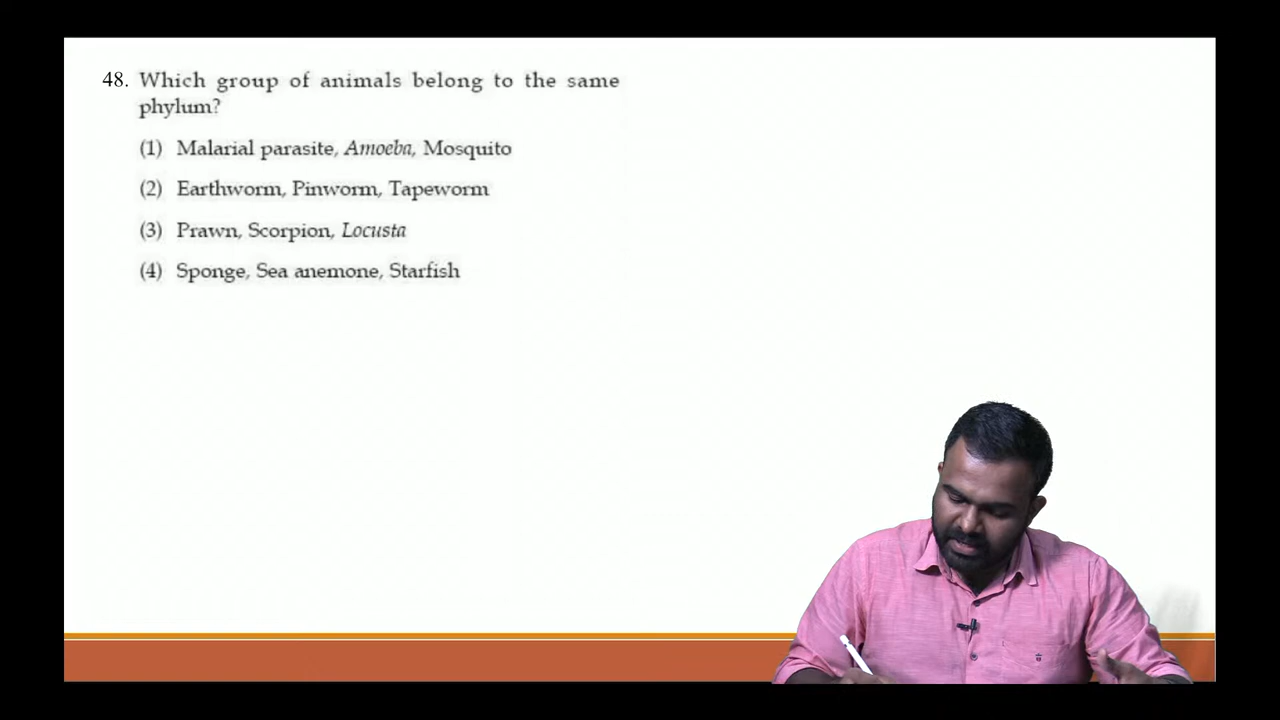 48. Which group of animals belong to the same
phylum?
(1) Malarial parasite, Amoeba, Mosquito
(2) Earthworm, Pinworm, Tapeworm
(3) Prawn, Scorpion, Locusta
(4) Sponge, Sea anemone, Starfish